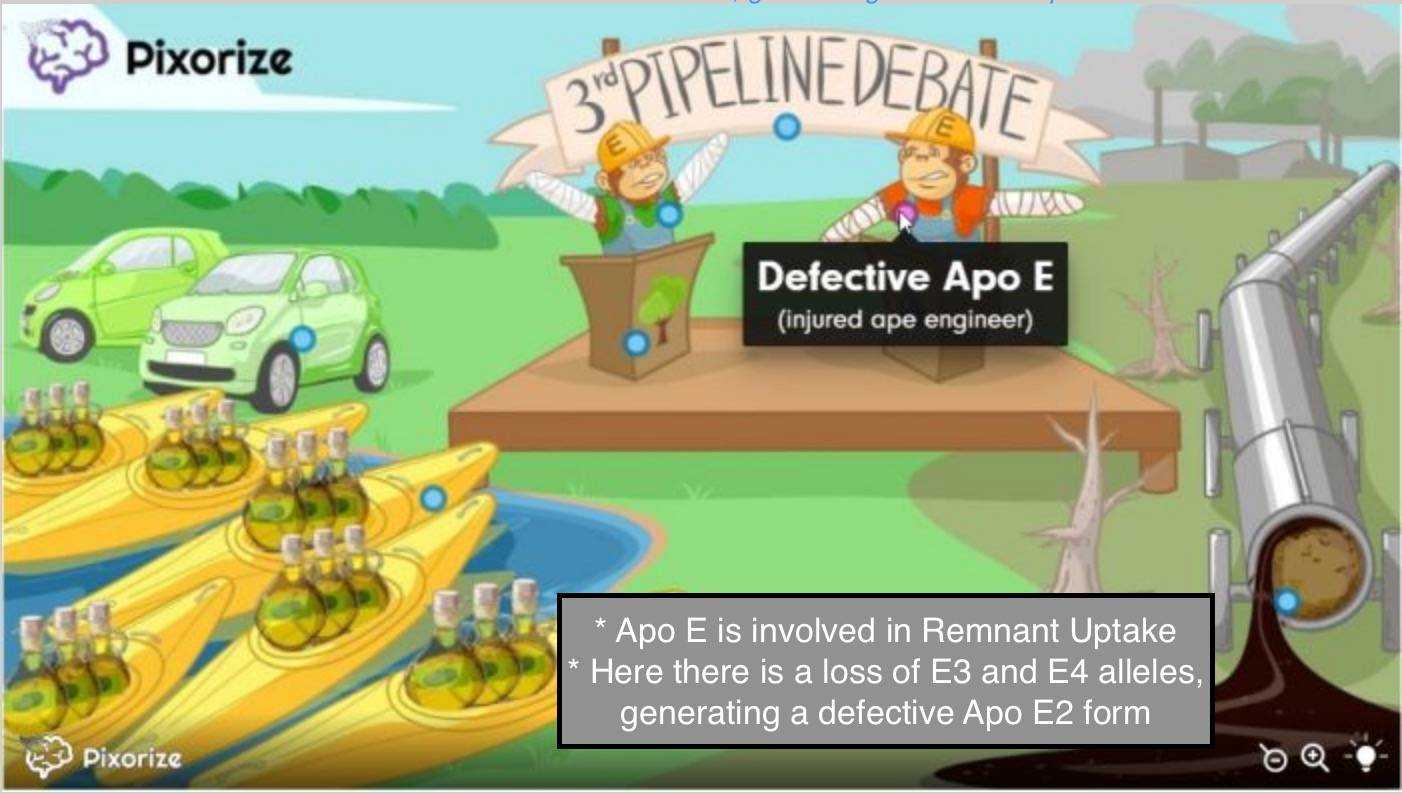 Pixorize
3rd PIPELINE DEBATE
E
E
Defective Apo E
(injured ape engineer)
* Apo E is involved in Remnant Uptake
* Here there is a loss of E3 and E4 alleles,
generating a defective Apo E2 form
Pixorize